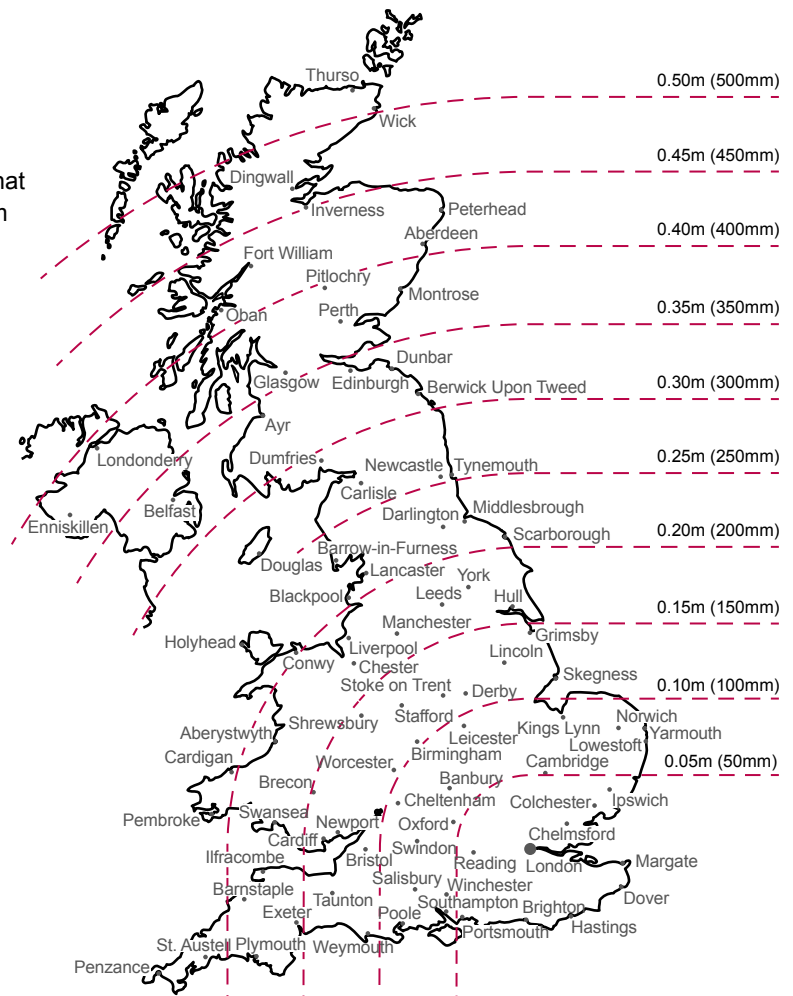 Thurso
0.50m (500mm)
Wick
0.45m (450mm)
hat
Dingwall
Inverness
Peterhead
Aberdeen
0.40m (400mm)
Fort William
Pitlochry
Montrose
Oban
Perth
0.35m (350mm)
Dunbar
Glasgow
Edinburgh
Berwick Upon Tweed
0.30m (300mm)
Ayr
Londonderry
Dumfries
Newcastle
Tynemouth
0.25m (250mm)
Carlisle
Belfast
Enniskillen
Middlesbrough
Darlington
Scarborough
0.20m (200mm)
Barrow-in-Furness
Douglas
Lancaster
York
Blackpool
Leeds
Hull
0.15m (150mm)
Manchester
Grimsby
Holyhead
Liverpool
Lincoln
Conwy
Chester
Skegness
Stoke on Trent
Derby
0.10m (100mm)
Shrewsbury
Stafford
Kings Lynn
Norwich
Aberystwyth
Leicester
Yarmouth
Lowestoft
Birmingham
Cardigan
Worcester
Cambridge
0.05m (50mm)
Brecon
Banbury
Cheltenham
Colchester
Ipswich
Pembroke
Swansea
Newport
Oxford
Chelmsford
Cardiff
Swindon
Ilfracombe
Bristol
Reading
London
Margate
Salisbury
Barnstaple
Taunton
Winchester
Southampton
Dover
Exeter
Poole
Brighton
Hastings
Portsmouth
St. Austell
Plymouth
Weymouth
Penzance